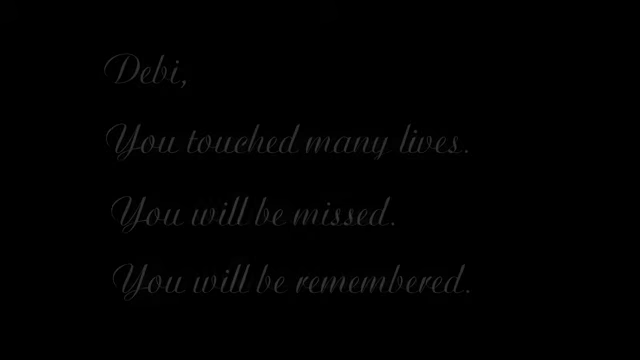 Debi,
You touched many lives.
You will be missed.
You will be remembered.